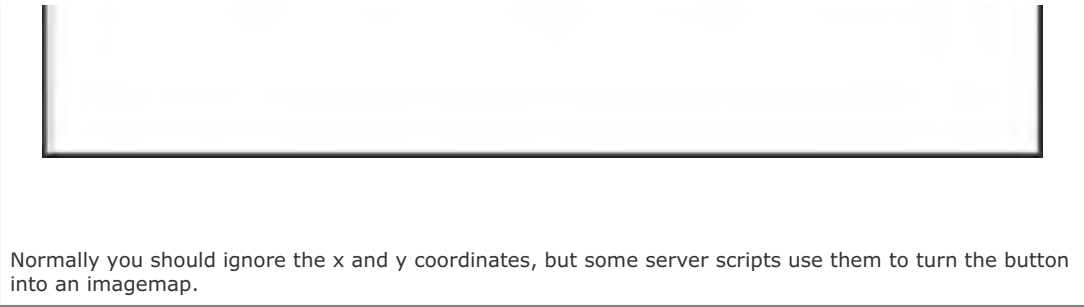 Normally you should ignore the x and y coordinates, but some server scripts use them to turn the button
into an imagemap.